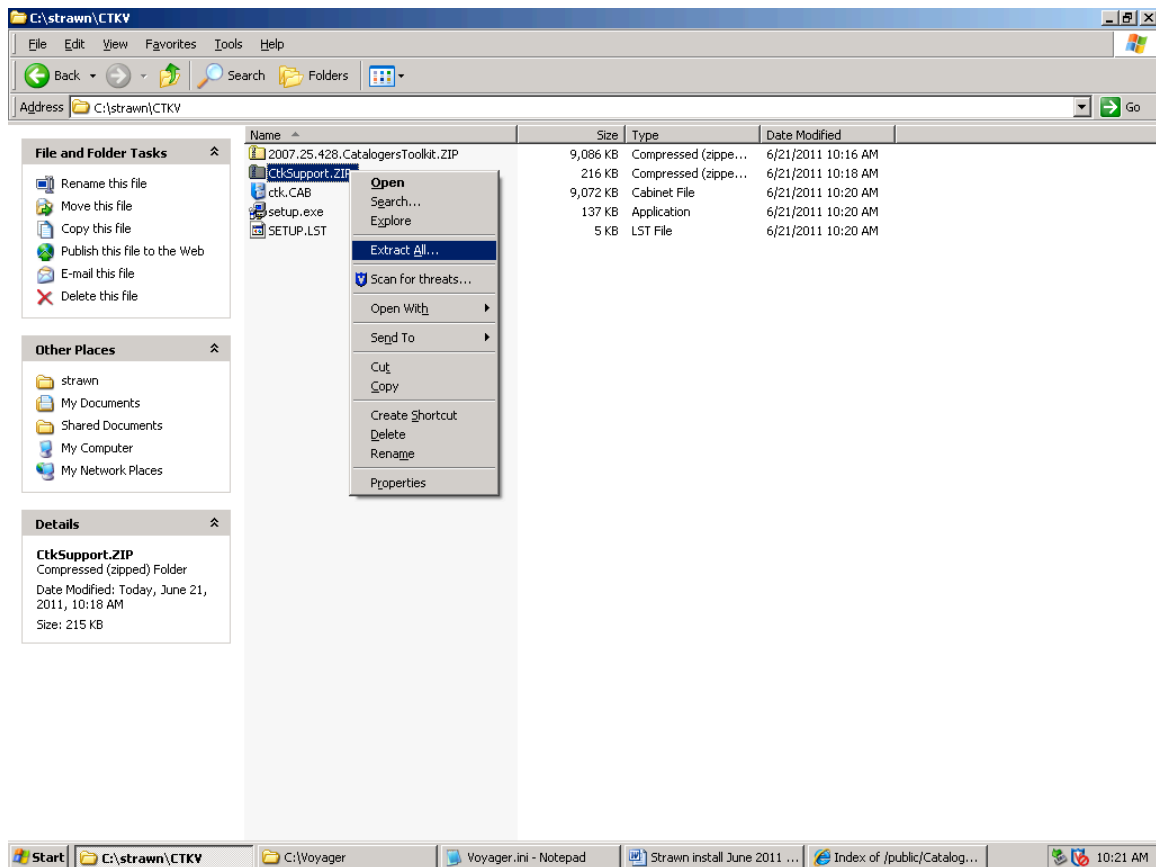 C:\strawn\CTKV
File Edit View Favorites Tools Help
Back Search Folders
Address C:\strawn\CTKV Go
Name Size Type Date Modified
2007.25.428.CatalogersToolkit.ZIP 9,086 KB Compressed (zippe... 6/21/2011 10:16 AM
CtkSupport.ZIP 216 KB Compressed (zippe... 6/21/2011 10:18 AM
ctk.CAB 9,072 KB Cabinet File 6/21/2011 10:20 AM
setup.exe 137 KB Application 6/21/2011 10:20 AM
SETUP.LST 5 KB LST File 6/21/2011 10:20 AM
File and Folder Tasks
Rename this file
Move this file
Copy this file
Publish this file to the Web
E-mail this file
Delete this file
Other Places
strawn
My Documents
Shared Documents
My Computer
My Network Places
Details
CtkSupport.ZIP
Compressed (zipped) Folder
Date Modified: Today, June 21,
2011, 10:18 AM
Size: 215 KB
Open
Search...
Explore
Extract All...
Scan for threats...
Open With
Send To
Cut
Copy
Create Shortcut
Delete
Rename
Properties
Start C:\strawn\CTKV C:\Voyager Voyager.ini - Notepad Strawn install June 2011 ... Index of /public/Catalog... 10:21 AM